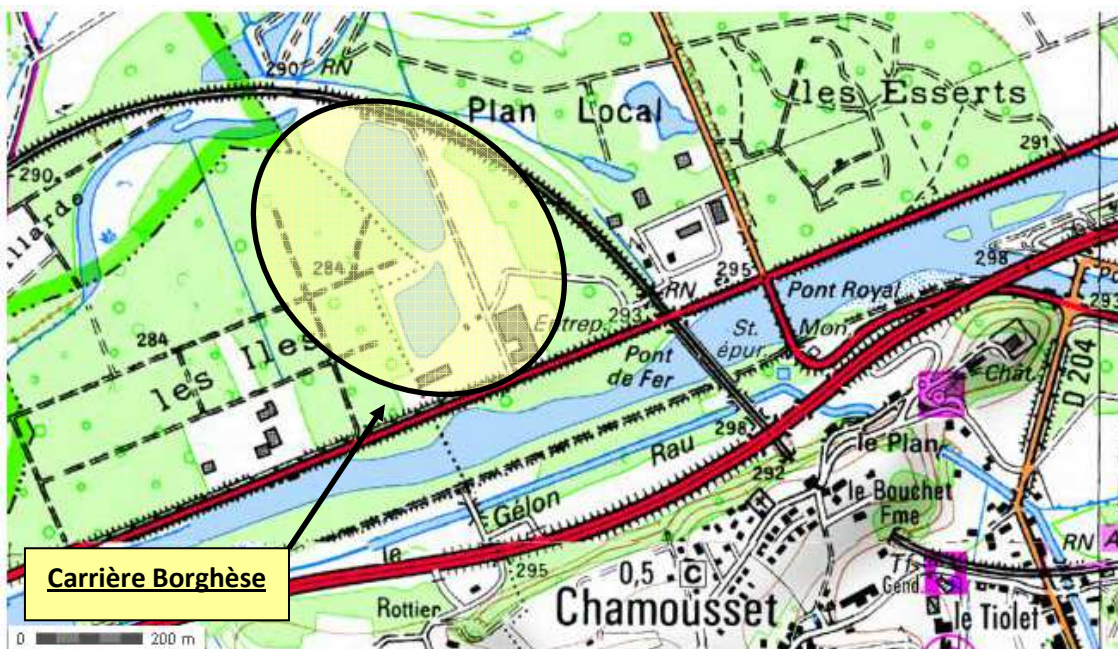 290
RN
Plan Local
les Esserts
290
291
284
284
295
298
293
Entrep.
RN
Pont Royal
les Iles
Pont
de Fer
St.
épur.
Mon.
Chât.
D 204
298
292
Rau
le Plan
le Bouchet
Fme
Gélon
le
295
RN
Carrière Borghèse
0,5
C
Gend
Rottier
Chamousset
le Tiolet
0
200 m